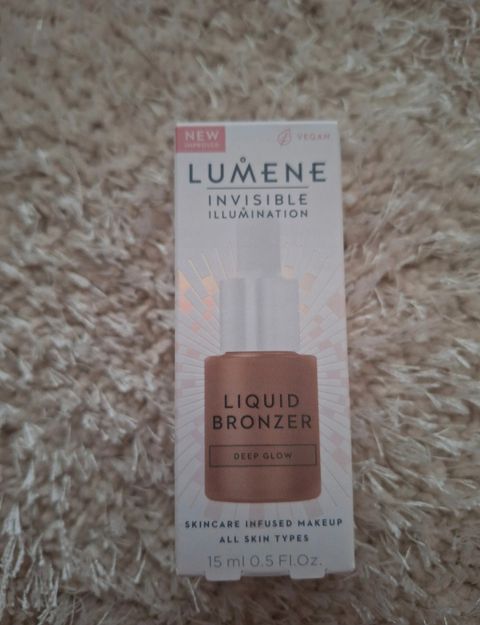 NEW
IMPROVED
VEGAN
LUMENE
INVISIBLE
ILLUMINATION
LIQUID
BRONZER
DEEP GLOW
SKINCARE INFUSED MAKEUP
ALL SKIN TYPES
15 ml 0.5 Fl.Oz.